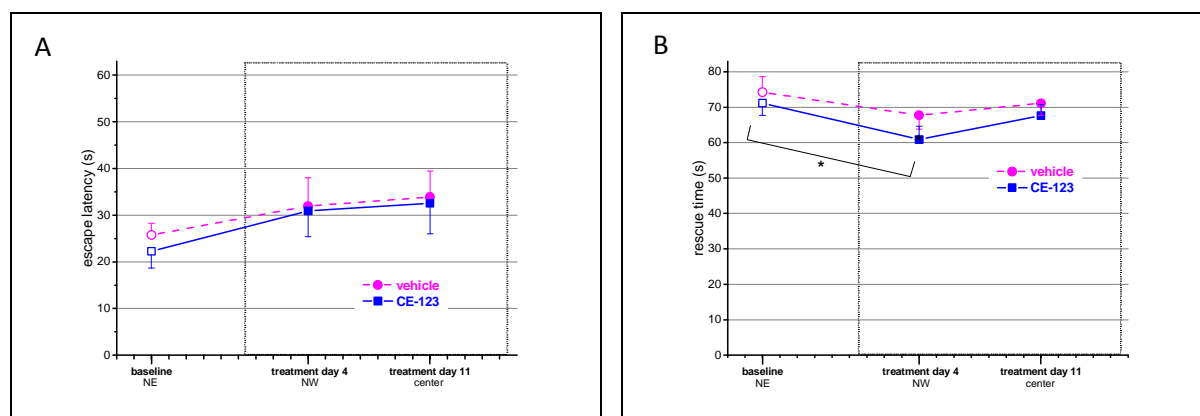 A
escape latency (s)
60
50
40
30
20
10
0
vehicle
CE-123
baseline
NE
treatment day 4
NW
treatment day 11
center
B
rescue time (s)
80
70
60
50
40
30
20
10
0
*
vehicle
CE-123
baseline
NE
treatment day 4
NW
treatment day 11
center